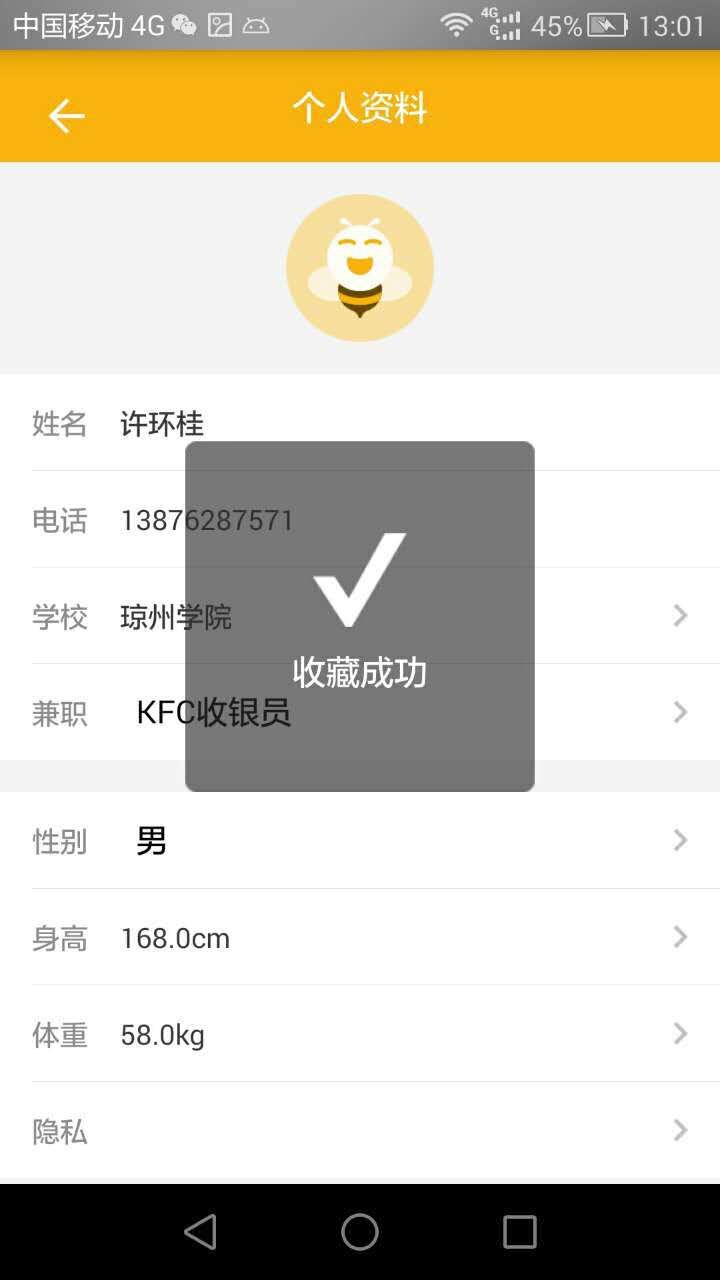 中国移动 4G 4G G 45% 13:01
个人资料
姓名 许环桂
电话 13876287571
学校 琼州学院
收藏成功
兼职 KFC收银员
性别 男
身高 168.0cm
体重 58.0kg
隐私